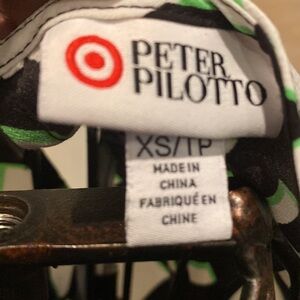 PETER
PILOTTO
XS/TP
MADE IN
CHINA
FABRIQUÉ EN
CHINE